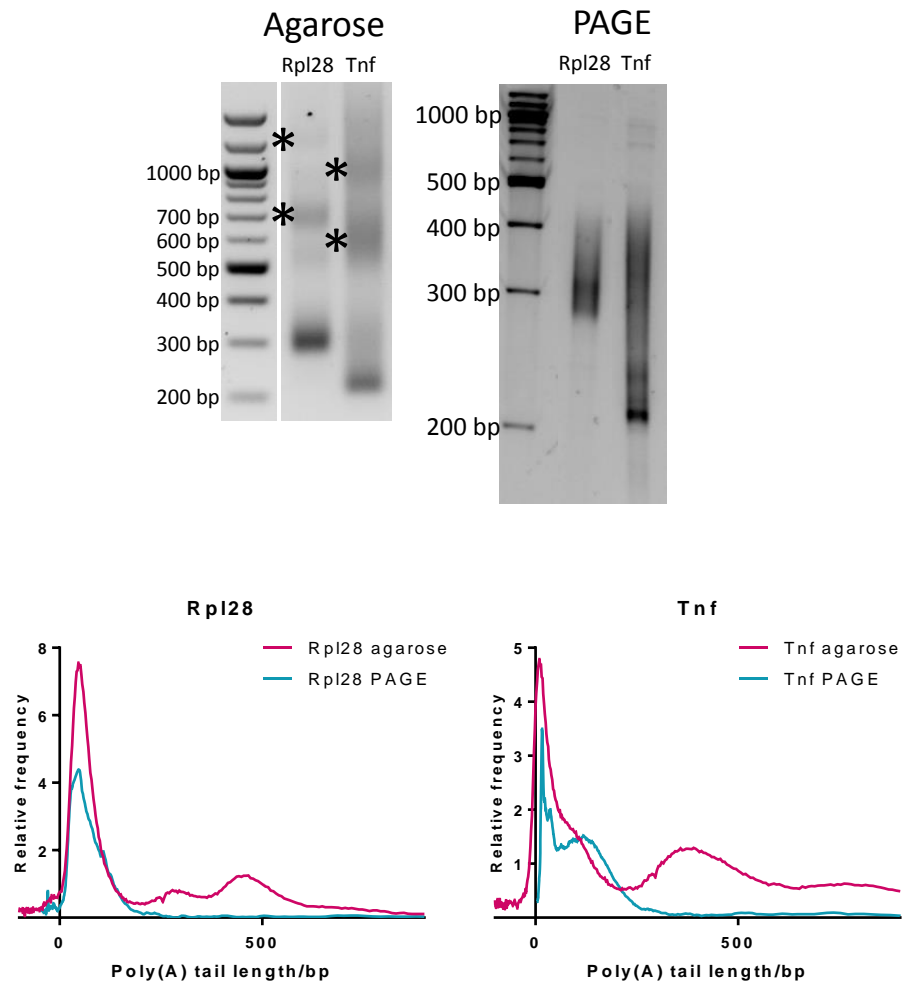 Agarose
PAGE
Rpl28 Tnf
Rpl28 Tnf
*
*
*
*
1000 bp
700 bp
600 bp
500 bp
400 bp
300 bp
200 bp
1000 bp
500 bp
400 bp
300 bp
200 bp
Rpl28
Rpl28 agarose
Rpl28 PAGE
Relative frequency
8
6
4
2
0
500
Poly(A) tail length/bp
Tnf
Tnf agarose
Tnf PAGE
Relative frequency
5
4
3
2
1
0
500
Poly(A) tail length/bp